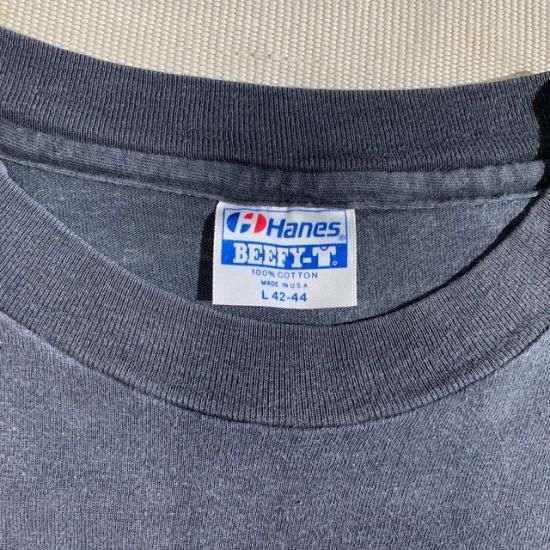 Hanes®
BEEFY-T®
100% COTTON
MADE IN U.S.A
L 42-44